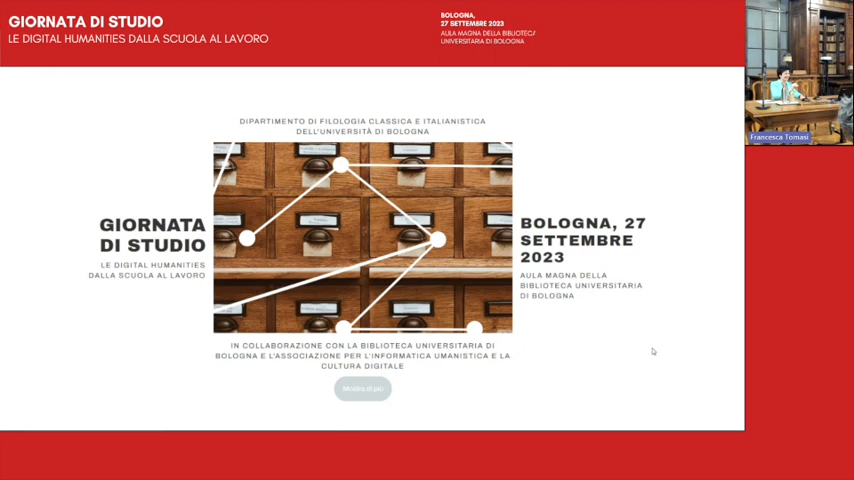 GIORNATA DI STUDIO
LE DIGITAL HUMANITIES DALLA SCUOLA AL LAVORO
BOLOGNA,
27 SETTEMBRE 2023
AULA MAGNA DELLA BIBLIOTECA
UNIVERSITARIA DI BOLOGNA
Francesca Tomasi
DIPARTIMENTO DI FILOLOGIA CLASSICA E ITALIANISTICA
DELL'UNIVERSITÀ DI BOLOGNA
GIORNATA
DI STUDIO
LE DIGITAL HUMANITIES
DALLA SCUOLA AL LAVORO
BOLOGNA, 27
SETTEMBRE
2023
AULA MAGNA DELLA
BIBLIOTECA UNIVERSITARIA
DI BOLOGNA
IN COLLABORAZIONE CON LA BIBLIOTECA UNIVERSITARIA DI
BOLOGNA E L'ASSOCIAZIONE PER L'INFORMATICA UMANISTICA E LA
CULTURA DIGITALE
Mostra di più